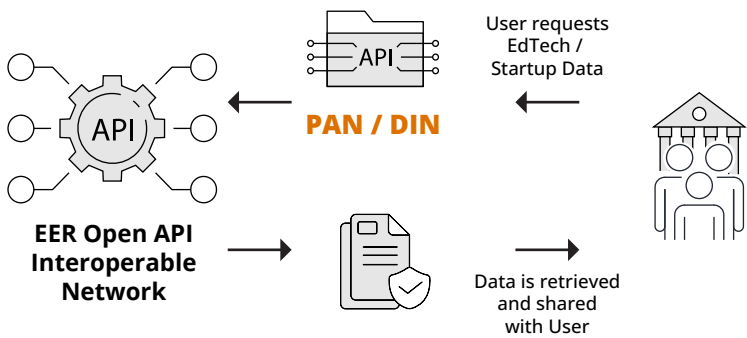 User requests
EdTech /
Startup Data
API
PAN / DIN
API
EER Open API
Interoperable
Network
Data is retrieved
and shared
with User